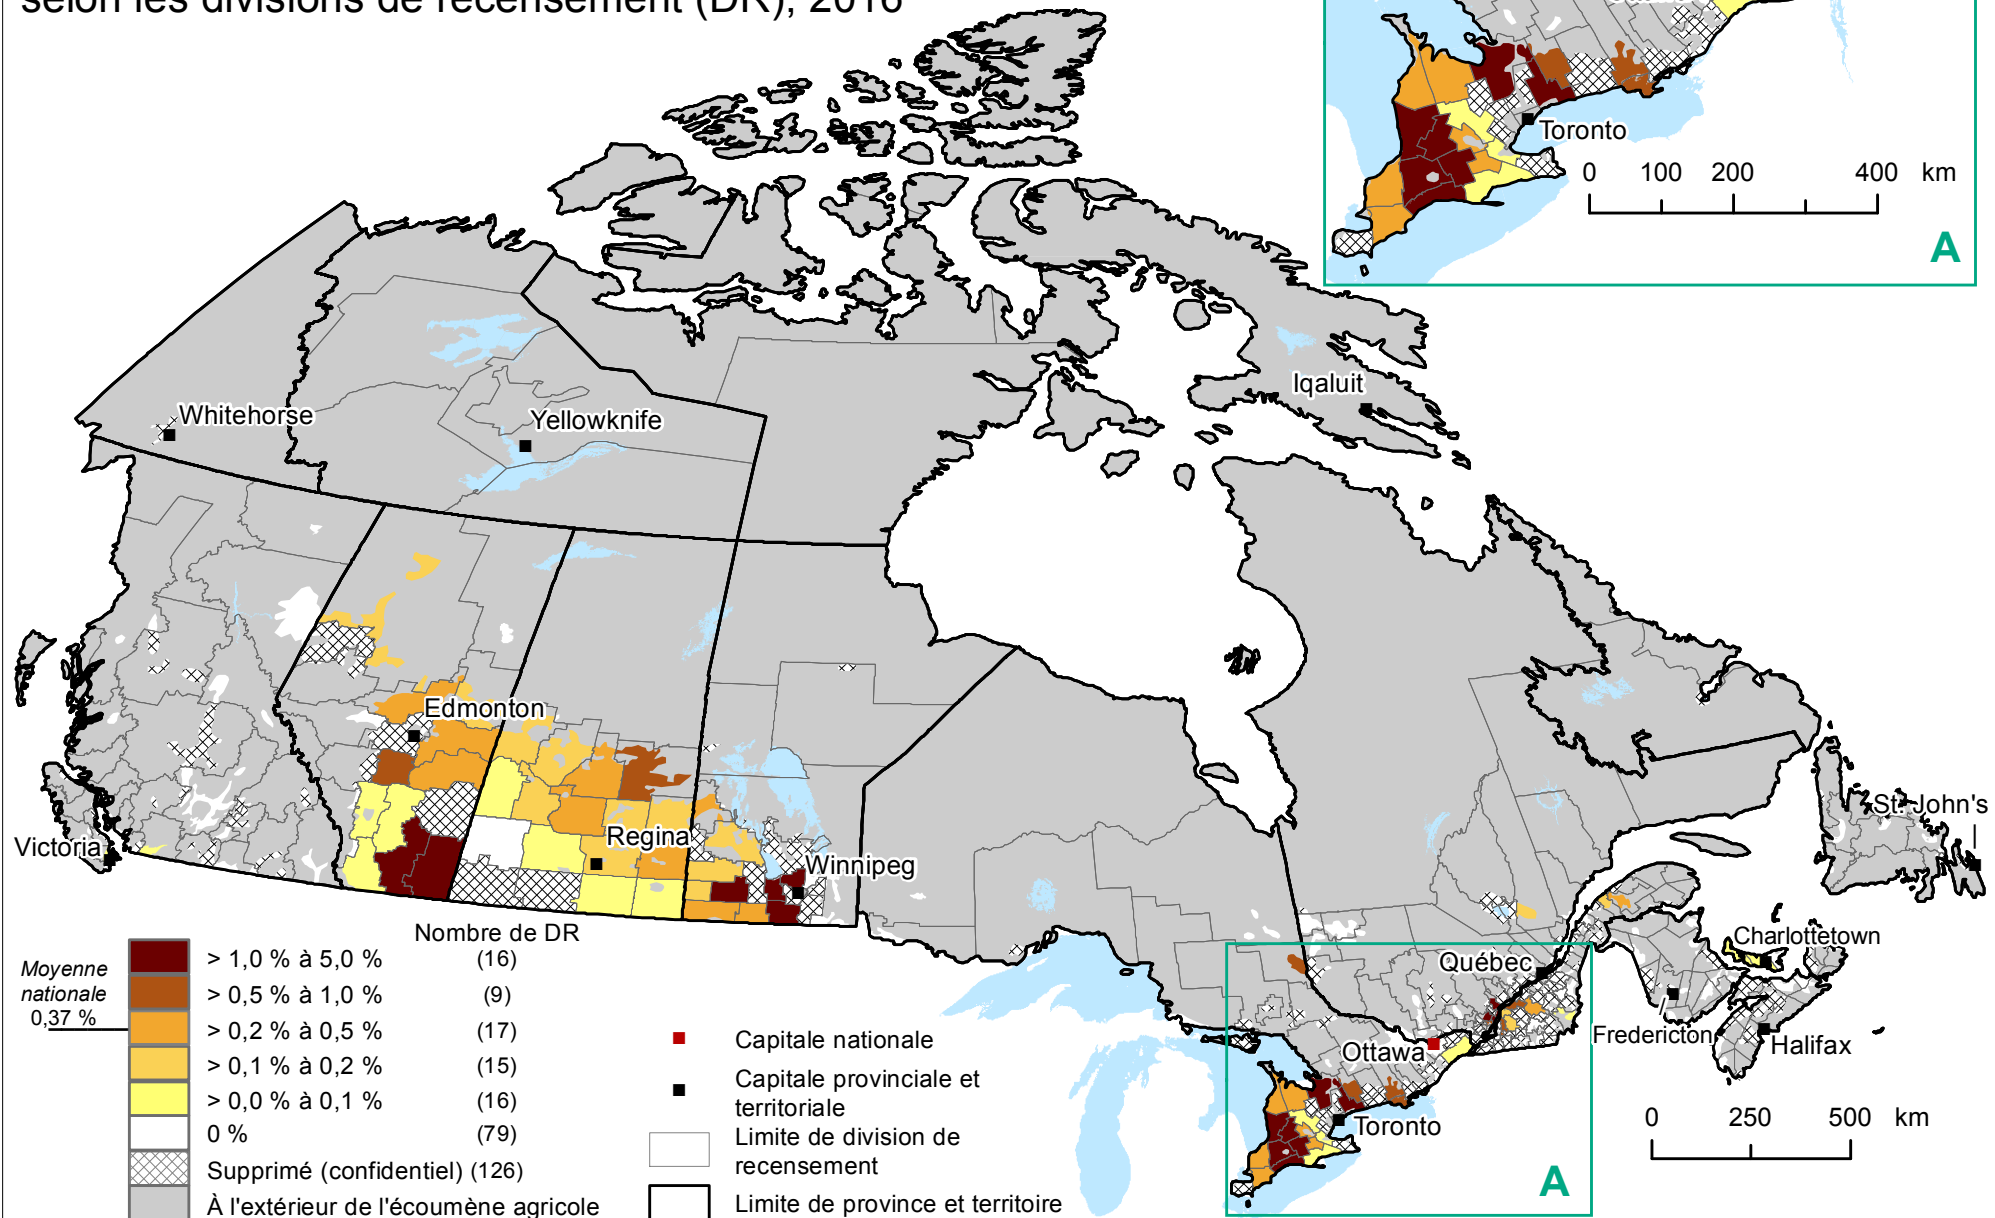 selon les divisions de recensement (DR), 2016
Toronto
0 100 200 400 km
A
Iqaluit
Whitehorse
Yellowknife
Edmonton
Regina
Victoria
Winnipeg
St. John's
Charlottetown
Québec
Fredericton
Halifax
Ottawa
Toronto
A
0 250 500 km
Nombre de DR
Moyenne
nationale
0,37 %
> 1,0 % à 5,0 % (16)
> 0,5 % à 1,0 % (9)
> 0,2 % à 0,5 % (17)
> 0,1 % à 0,2 % (15)
> 0,0 % à 0,1 % (16)
0 % (79)
Supprimé (confidentiel) (126)
À l'extérieur de l'écoumène agricole
Capitale nationale
Capitale provinciale et
territoriale
Limite de division de
recensement
Limite de province et territoire